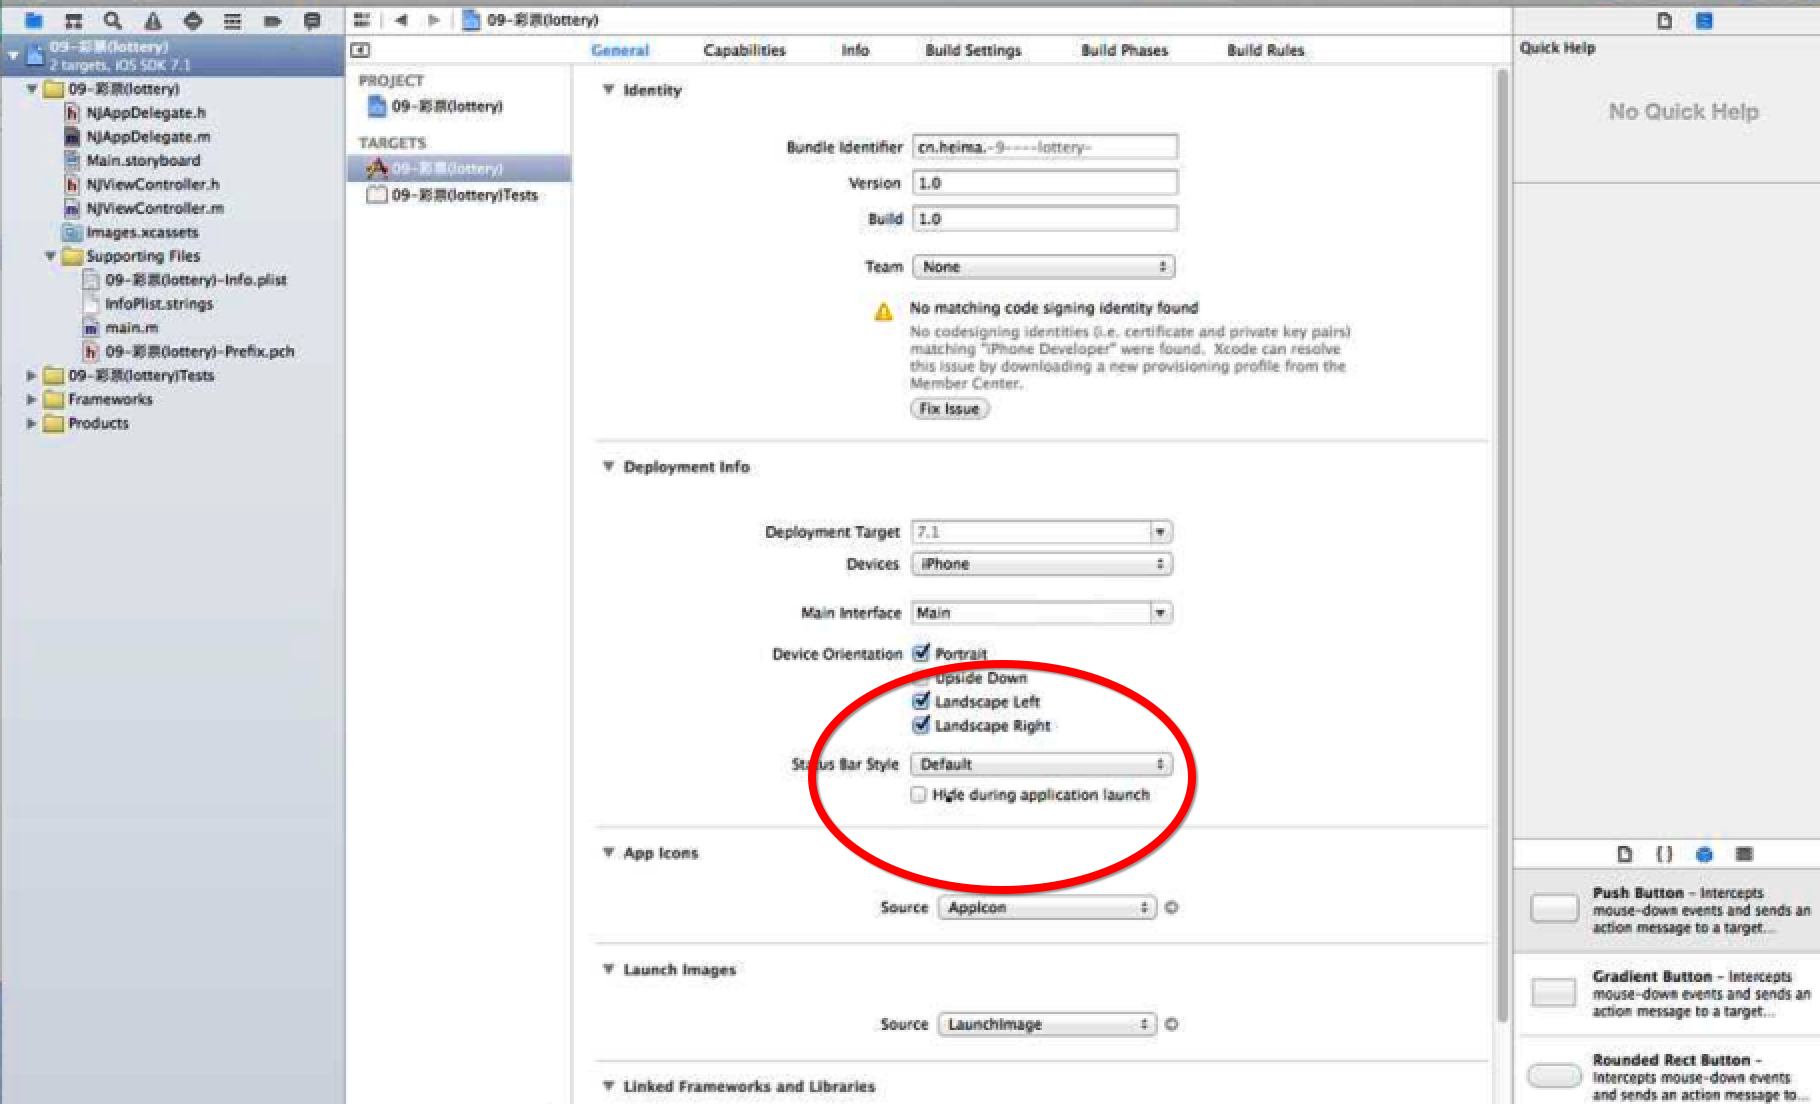 09-彩票(lottery)
2 targets, iOS SDK 7.1
09-彩票(lottery)
NJAppDelegate.h
NJAppDelegate.m
Main.storyboard
NJViewController.h
NJViewController.m
Images.xcassets
Supporting Files
09-彩票(lottery)-Info.plist
InfoPlist.strings
main.m
09-彩票(lottery)-Prefix.pch
09-彩票(lottery)Tests
Frameworks
Products
09-彩票(lottery)
General Capabilities Info Build Settings Build Phases Build Rules
PROJECT
09-彩票(lottery)
TARGETS
09-彩票(lottery)
09-彩票(lottery)Tests
Identity
Bundle Identifier cn.heima.-9----lottery-
Version 1.0
Build 1.0
Team None
No matching code signing identity found
No codesigning identities (i.e. certificate and private key pairs)
matching "iPhone Developer" were found. Xcode can resolve
this issue by downloading a new provisioning profile from the
Member Center.
Fix Issue
Deployment Info
Deployment Target 7.1
Devices iPhone
Main Interface Main
Device Orientation Portrait
Upside Down
Landscape Left
Landscape Right
Status Bar Style Default
Hide during application launch
App Icons
Source AppIcon
Launch Images
Source LaunchImage
Linked Frameworks and Libraries
Quick Help
No Quick Help
{}
Push Button - Intercepts
mouse-down events and sends an
action message to a target...
Gradient Button - Intercepts
mouse-down events and sends an
action message to a target...
Rounded Rect Button -
Intercepts mouse-down events
and sends an action message to...